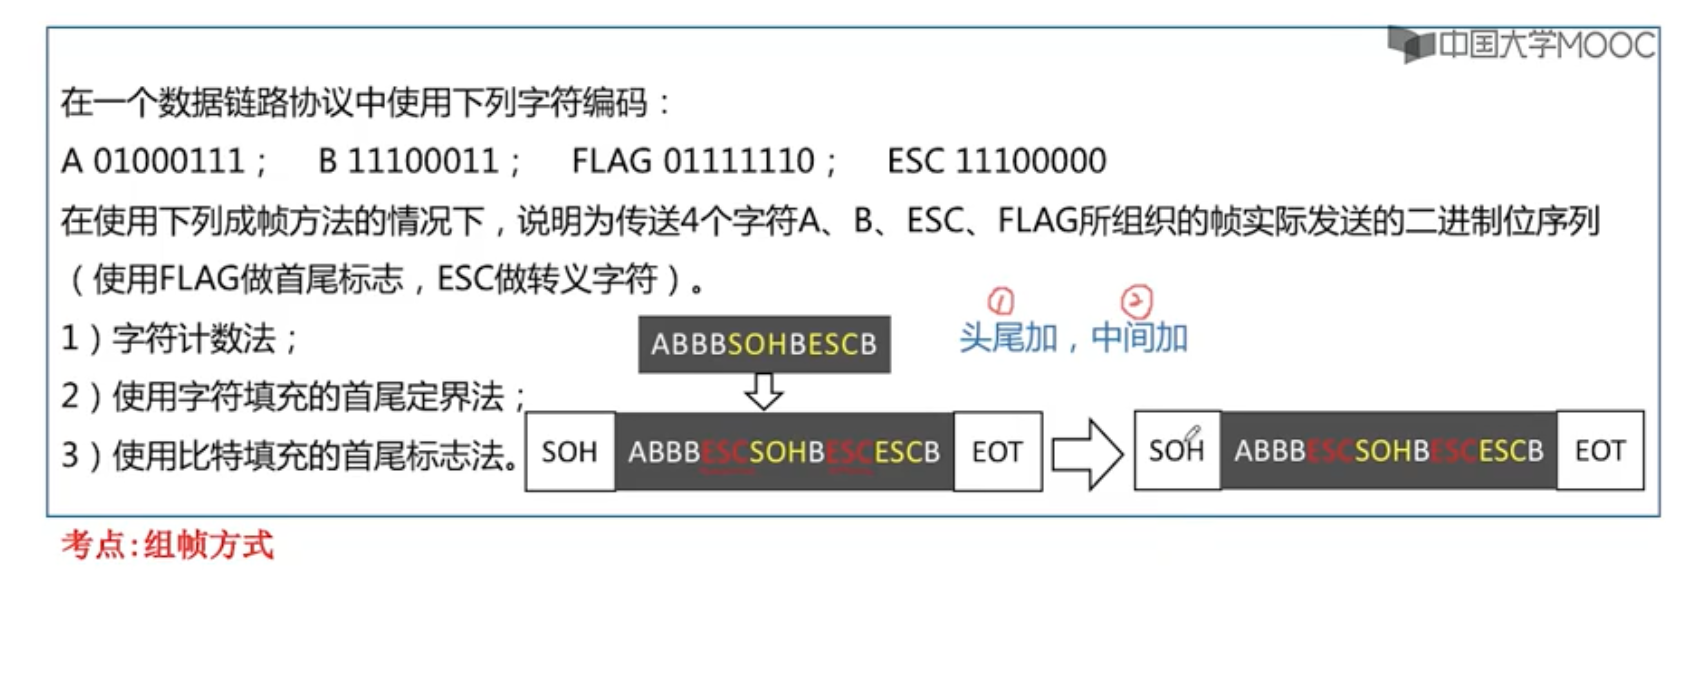 中国大学MOOC
在一个数据链路协议中使用下列字符编码：
A 01000111； B 11100011； FLAG 01111110； ESC 11100000
在使用下列成帧方法的情况下，说明为传送4个字符A、B、ESC、FLAG所组织的帧实际发送的二进制位序列
（使用FLAG做首尾标志，ESC做转义字符）。
① ②
1）字符计数法； ABBBSOHBESCB 头尾加，中间加
2）使用字符填充的首尾定界法；
3）使用比特填充的首尾标志法。 SOH ABBBESCSOHBESCESCB EOT SOH ABBBESCSOHBESCESCB EOT
考点:组帧方式